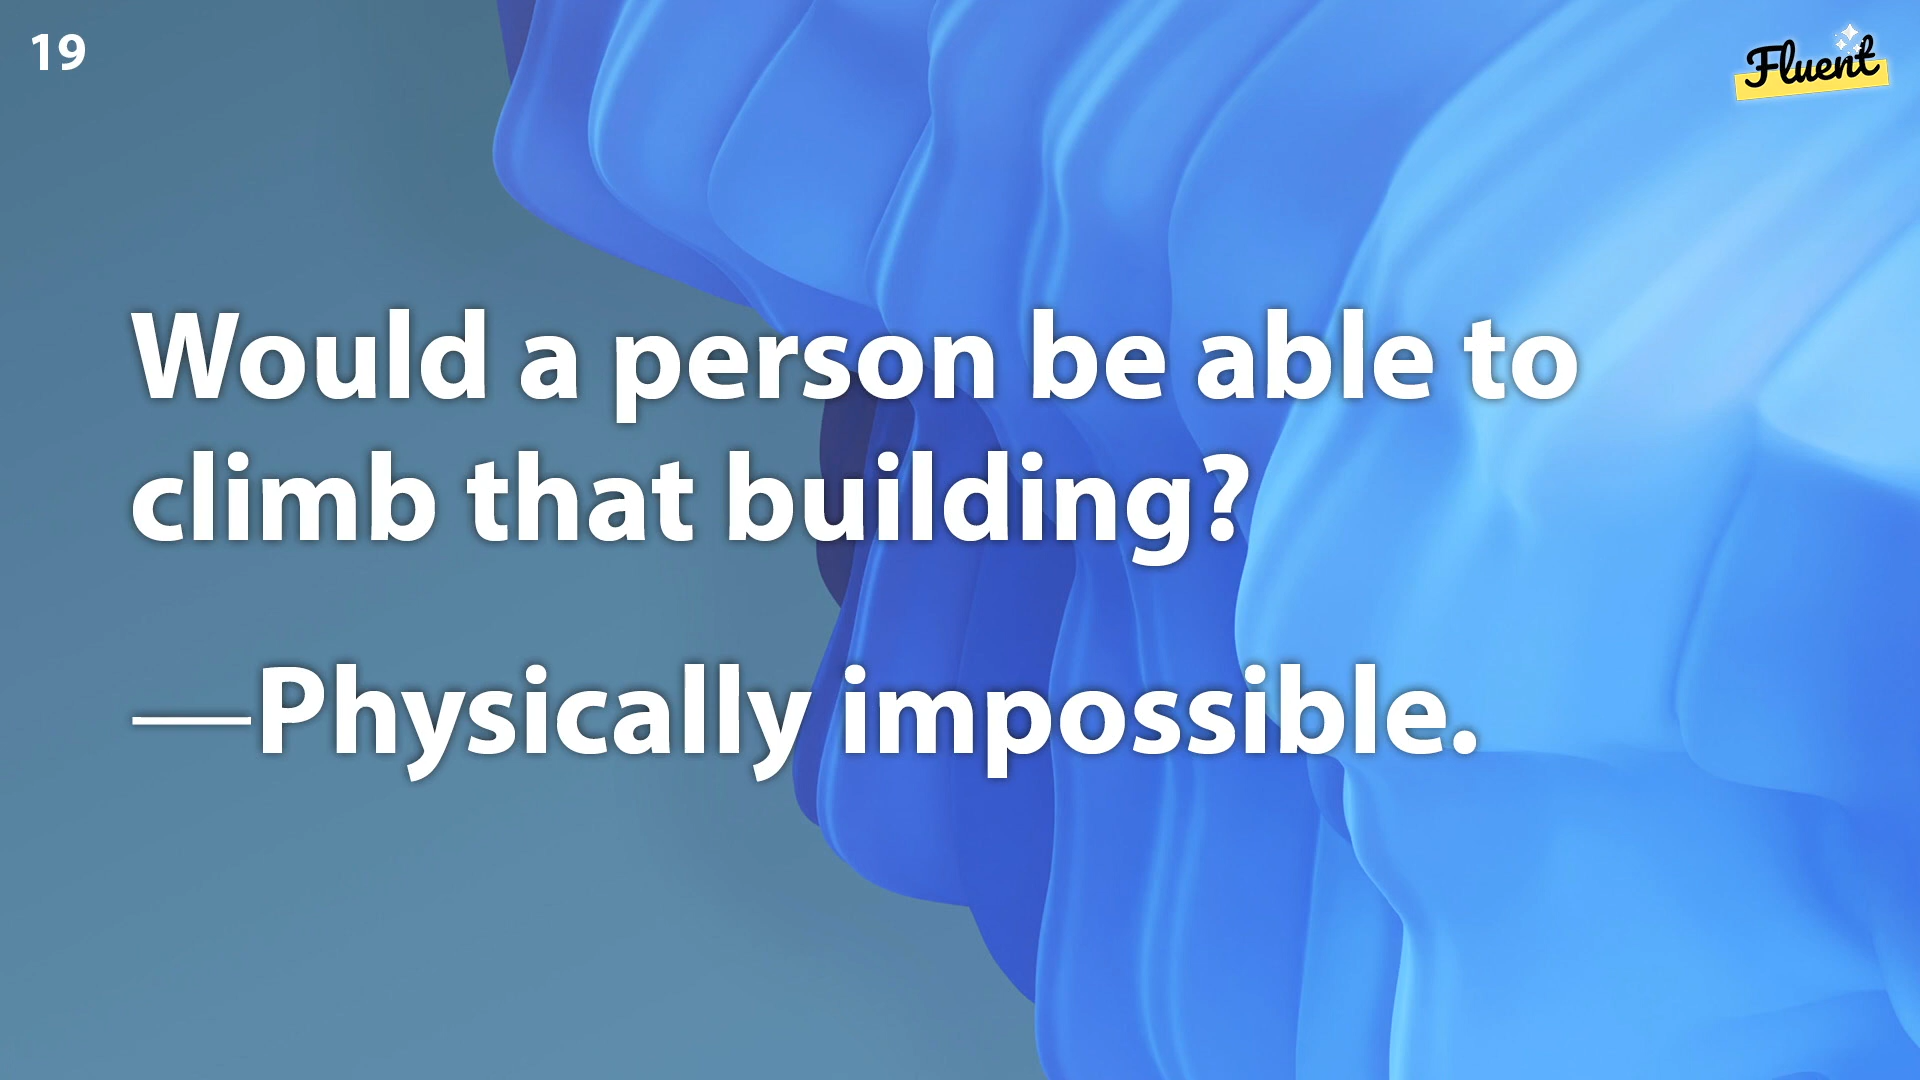 19
Fluent
Would a person be able to
climb that building?
—Physically impossible.